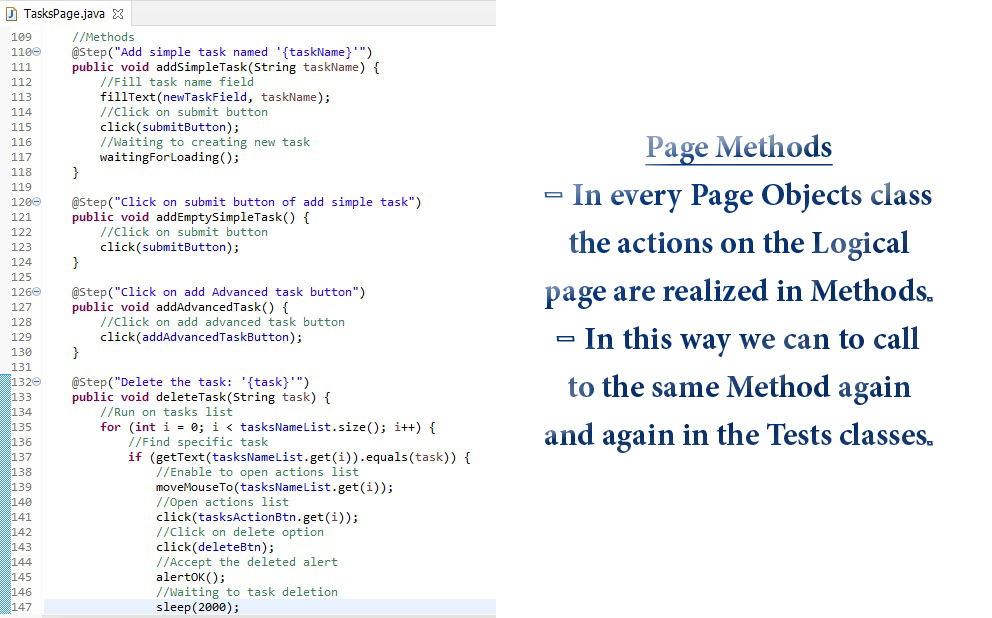 TasksPage.java
109 //Methods
110 @Step("Add simple task named '{taskName}'")
111 public void addSimpleTask(String taskName) {
112 //Fill task name field
113 fillText(newTaskField, taskName);
114 //Click on submit button
115 click(submitButton);
116 //Waiting to creating new task
117 waitingForLoading();
118 }
119
120 @Step("Click on submit button of add simple task")
121 public void addEmptySimpleTask() {
122 //Click on submit button
123 click(submitButton);
124 }
125
126 @Step("Click on add Advanced task button")
127 public void addAdvancedTask() {
128 //Click on add advanced task button
129 click(addAdvancedTaskButton);
130 }
131
132 @Step("Delete the task: '{task}'")
133 public void deleteTask(String task) {
134 //Run on tasks list
135 for (int i = 0; i < tasksNameList.size(); i++) {
136 //Find specific task
137 if (getText(tasksNameList.get(i)).equals(task)) {
138 //Enable to open actions list
139 moveMouseTo(tasksNameList.get(i));
140 //Open actions list
141 click(tasksActionBtn.get(i));
142 //Click on delete option
143 click(deleteBtn);
144 //Accept the deleted alert
145 alertOK();
146 //Waiting to task deletion
147 sleep(2000);
Page Methods
- In every Page Objects class
the actions on the Logical
page are realized in Methods.
- In this way we can to call
to the same Method again
and again in the Tests classes.